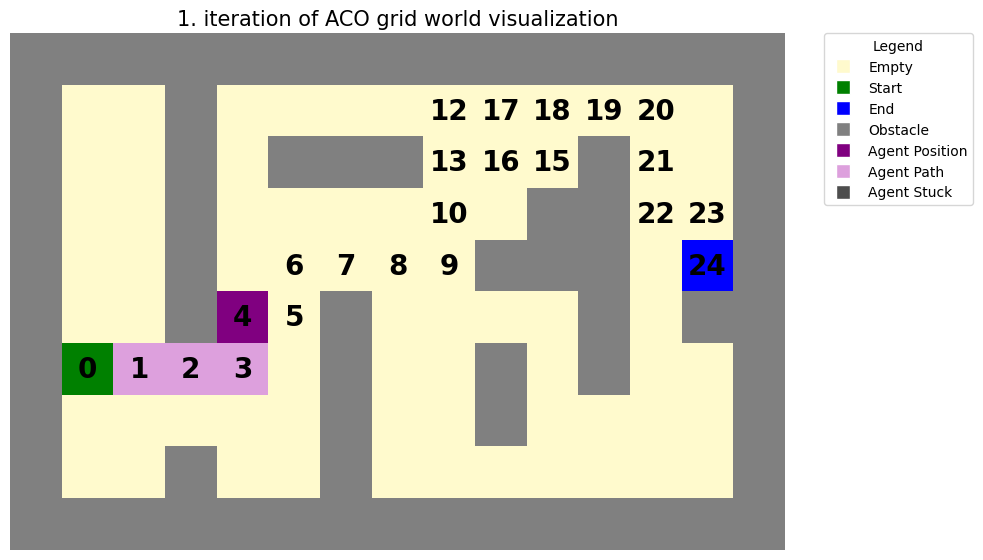 1. iteration of ACO grid world visualization
Legend
Empty
Start
End
Obstacle
Agent Position
Agent Path
Agent Stuck
12 17 18 19 20
13 16 15 21
10 22 23
6 7 8 9 24
4 5
0 1 2 3